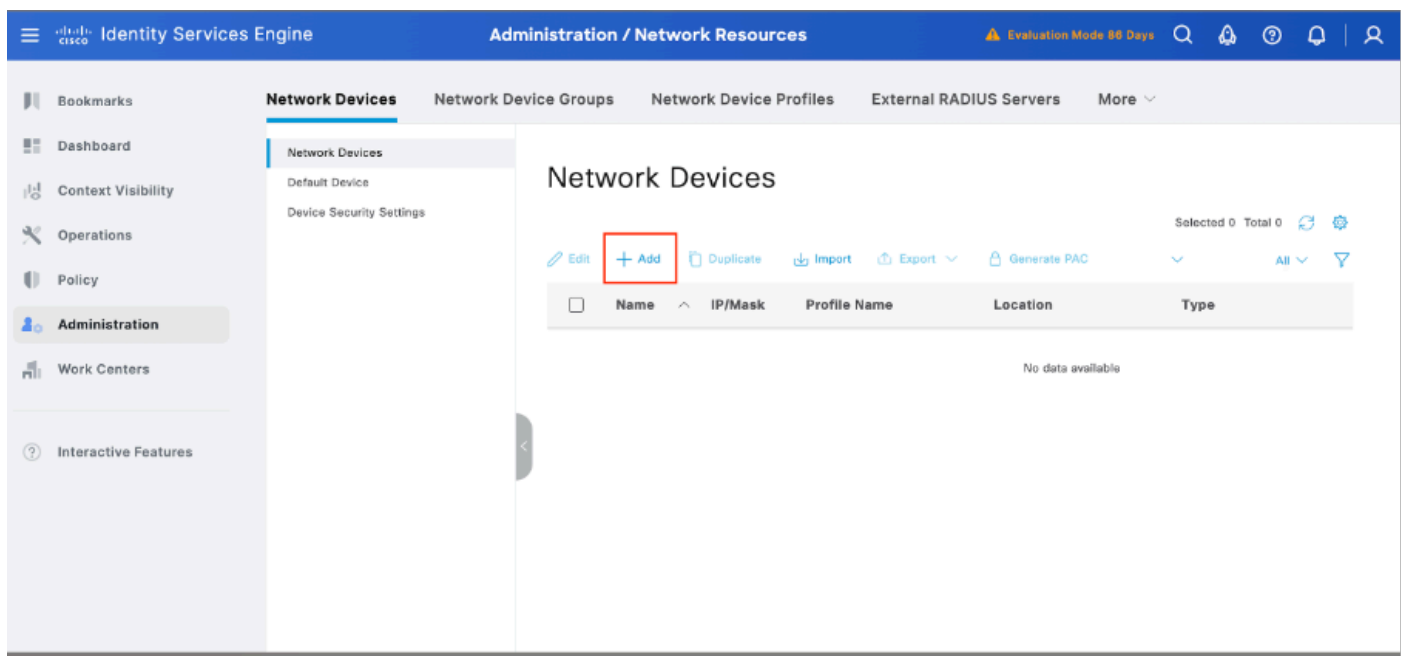 cisco Identity Services Engine
Administration / Network Resources
Evaluation Mode 86 Days
Bookmarks
Dashboard
Context Visibility
Operations
Policy
Administration
Work Centers
Interactive Features
Network Devices Network Device Groups Network Device Profiles External RADIUS Servers More
Network Devices
Default Device
Device Security Settings
Network Devices
Selected 0 Total 0
Edit + Add Duplicate Import Export Generate PAC All
Name IP/Mask Profile Name Location Type
No data available